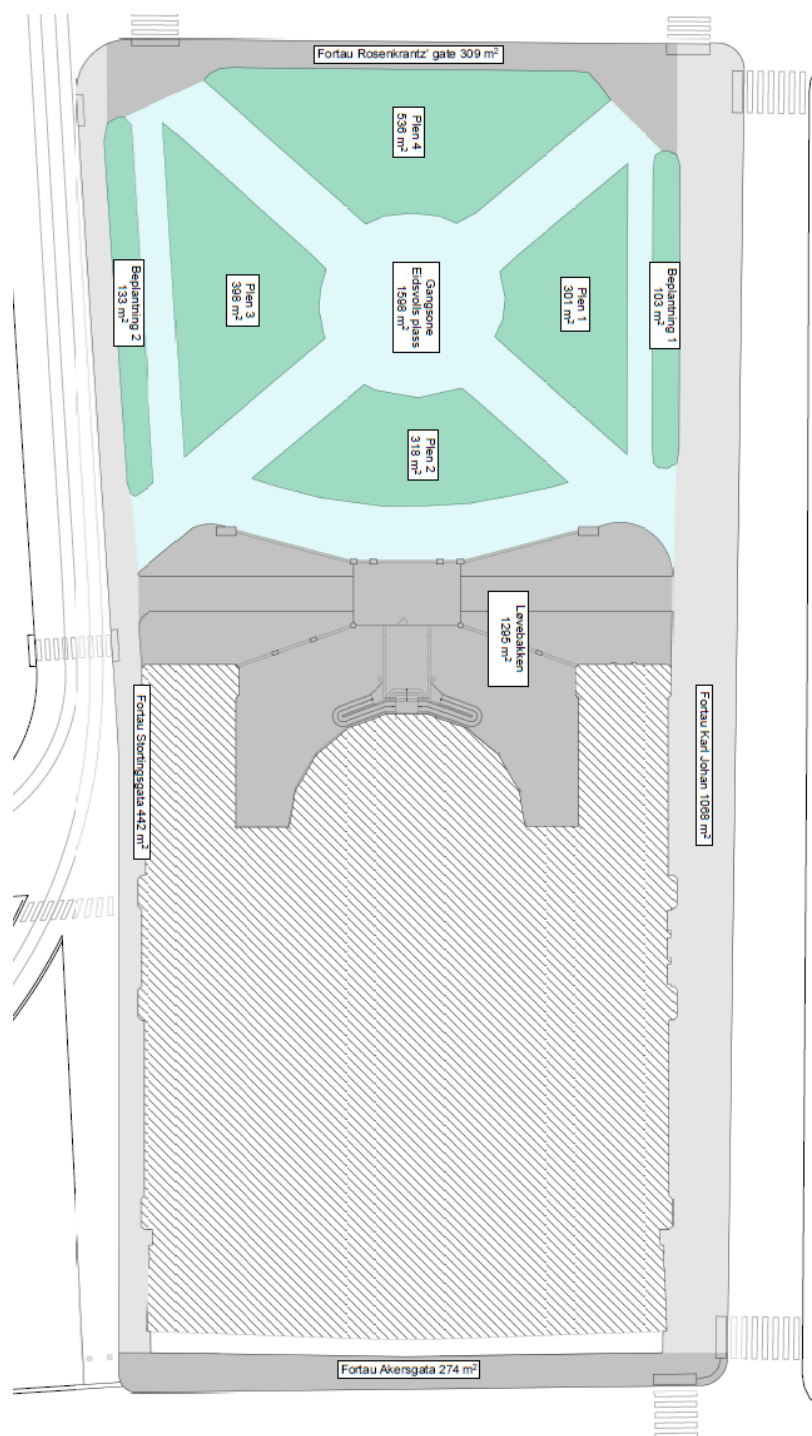 Fortau Rosenkrantz' gate 309 m²
Plen 4
536 m²
Beplantning 2
133 m²
Plen 3
398 m²
Gangsone
Eidsvolls plass
1598 m²
Plen 1
301 m²
Beplantning 1
103 m²
Plen 2
318 m²
Løvebakken
1295 m²
Fortau Stortingsgata 442 m²
Fortau Karl Johan 1068 m²
Fortau Akersgata 274 m²